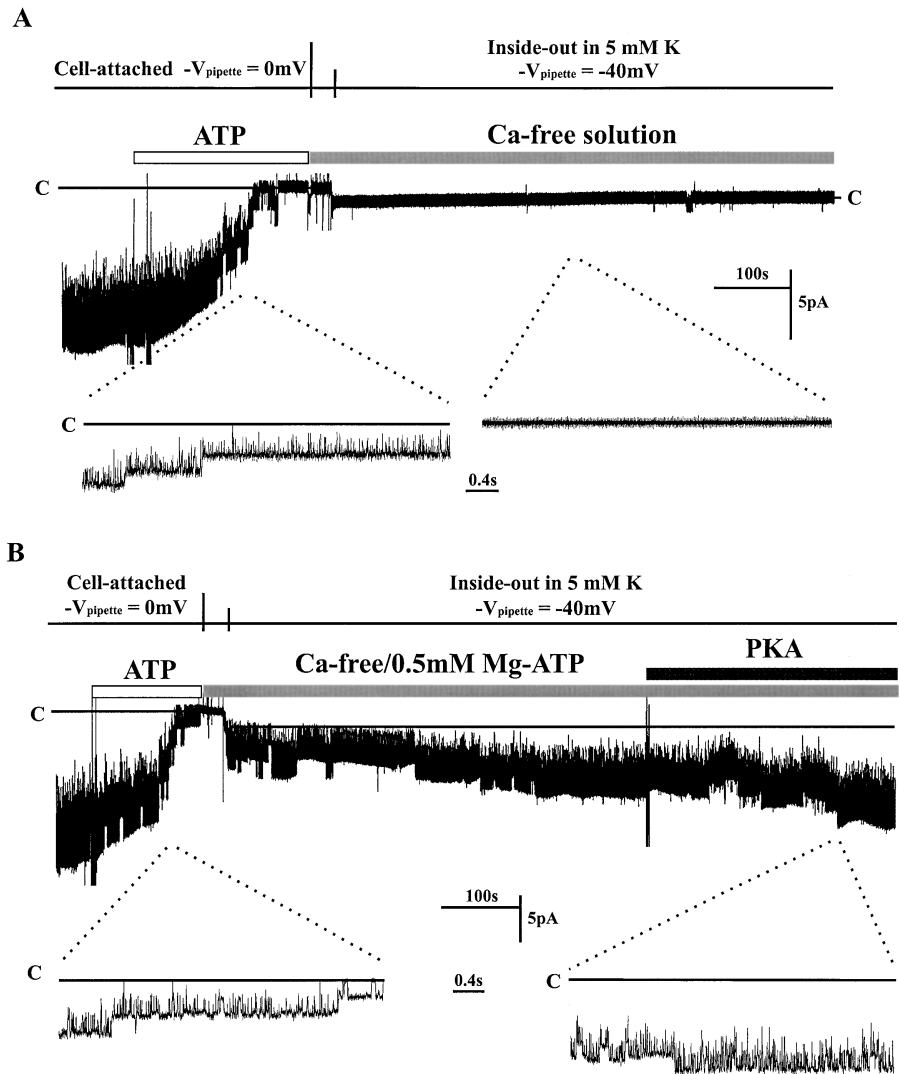 A
Cell-attached -Vpipette = 0mV
Inside-out in 5 mM K
-Vpipette = -40mV
ATP
Ca-free solution
C
C
100s
5pA
C
0.4s
B
Cell-attached
-Vpipette = 0mV
Inside-out in 5 mM K
-Vpipette = -40mV
PKA
ATP
Ca-free/0.5mM Mg-ATP
C
100s
5pA
C
0.4s
C